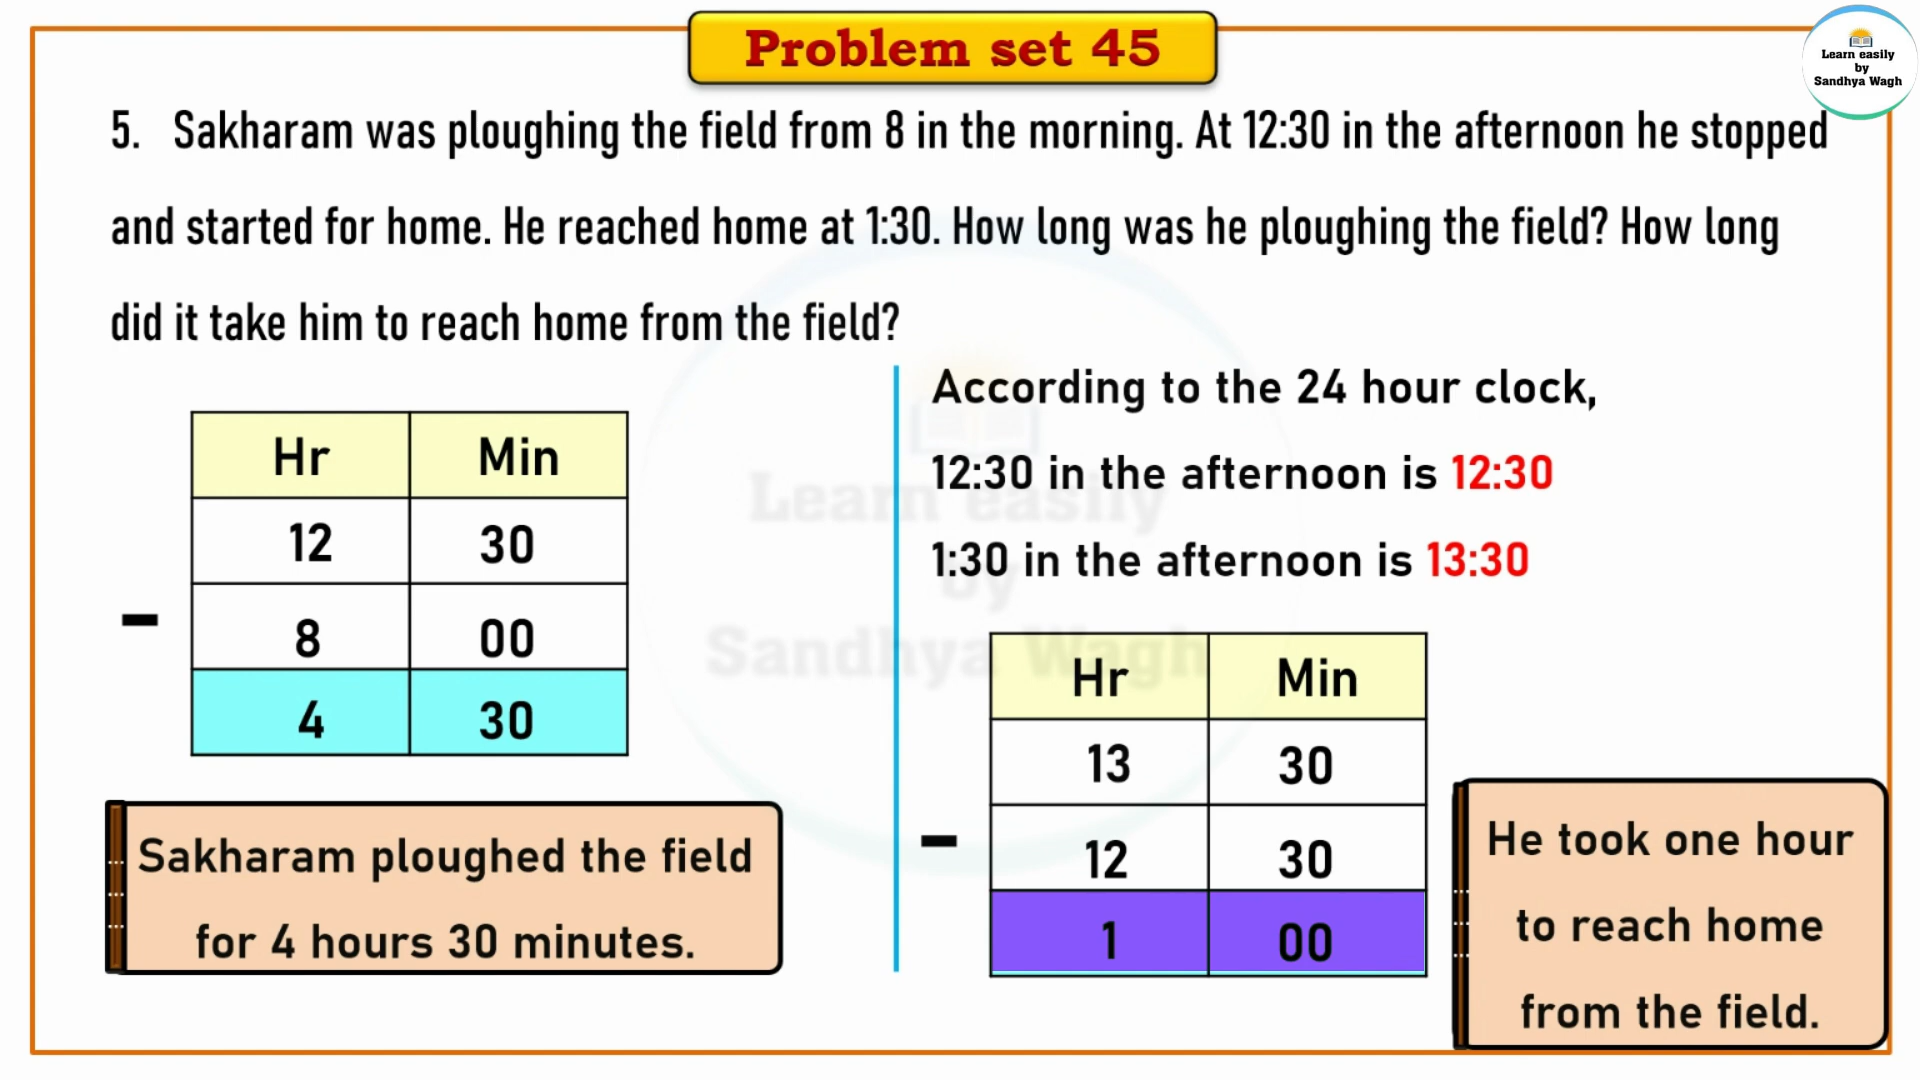 Problem set 45
Learn easily
by
Sandhya Wagh
5. Sakharam was ploughing the field from 8 in the morning. At 12:30 in the afternoon he stopped
and started for home. He reached home at 1:30. How long was he ploughing the field? How long
did it take him to reach home from the field?
Hr Min
12 30
- 8 00
4 30
Sakharam ploughed the field
for 4 hours 30 minutes.
According to the 24 hour clock,
12:30 in the afternoon is 12:30
1:30 in the afternoon is 13:30
Hr Min
13 30
- 12 30
1 00
He took one hour
to reach home
from the field.
Learn easily
by
Sandhya Wagh